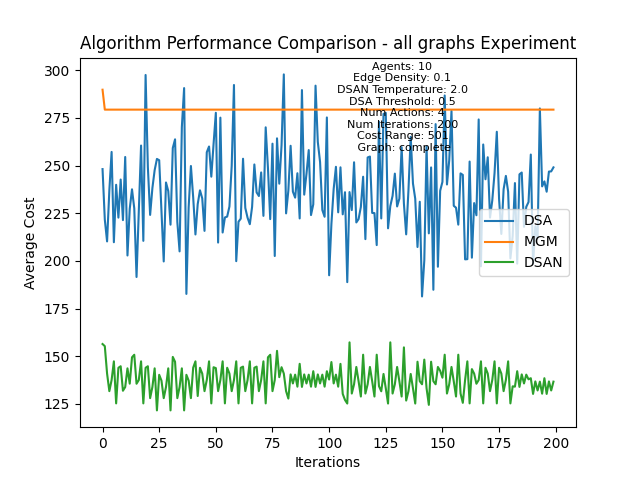 Algorithm Performance Comparison - all graphs Experiment
Agents: 10
Edge Density: 0.1
DSAN Temperature: 2.0
DSA Threshold: 0.5
Num Actions: 4
Num Iterations: 200
Cost Range: 501
Graph: complete
300
275
250
225
200
175
150
125
Average Cost
DSA
MGM
DSAN
0
25
50
75
100
125
150
175
200
Iterations